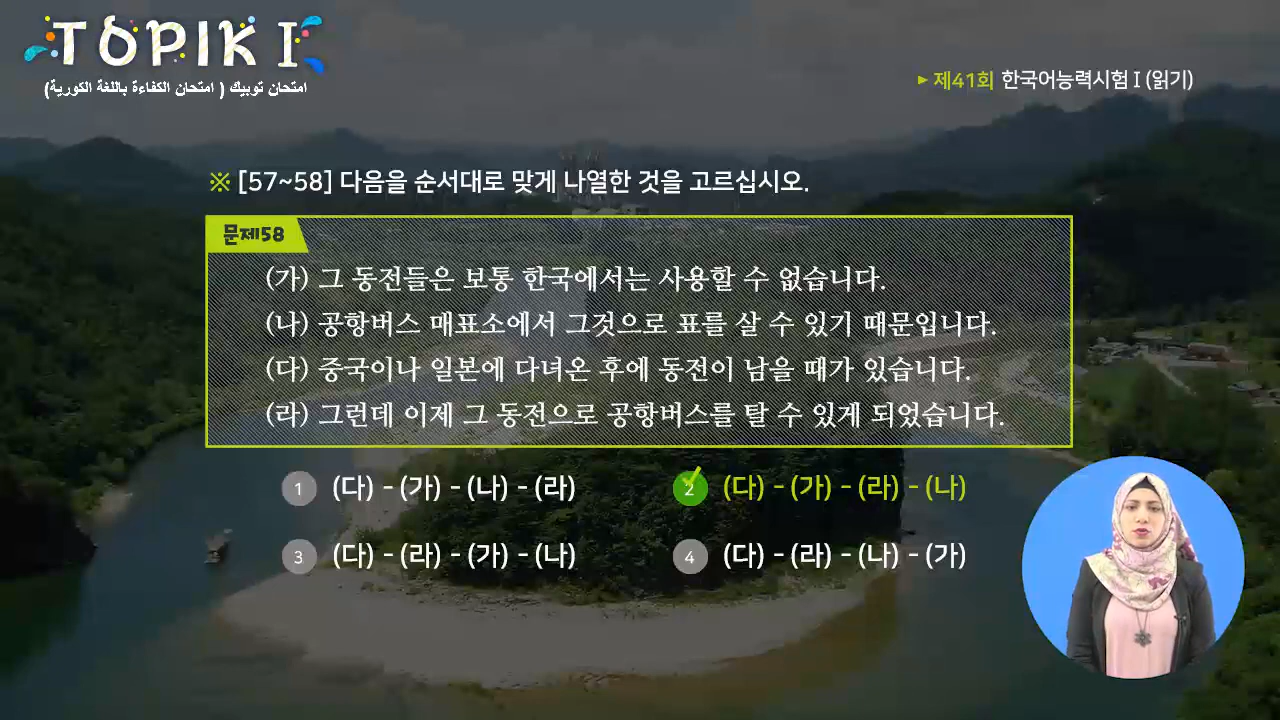 TOPIK I
امتحان توبيك ( امتحان الكفاءة باللغة الكورية)
▸ 제41회 한국어능력시험 I (읽기)
※ [57~58] 다음을 순서대로 맞게 나열한 것을 고르십시오.
문제58
(가) 그 동전들은 보통 한국에서는 사용할 수 없습니다.
(나) 공항버스 매표소에서 그것으로 표를 살 수 있기 때문입니다.
(다) 중국이나 일본에 다녀온 후에 동전이 남을 때가 있습니다.
(라) 그런데 이제 그 동전으로 공항버스를 탈 수 있게 되었습니다.
1 (다) - (가) - (나) - (라)
2 (다) - (가) - (라) - (나)
3 (다) - (라) - (가) - (나)
4 (다) - (라) - (나) - (가)